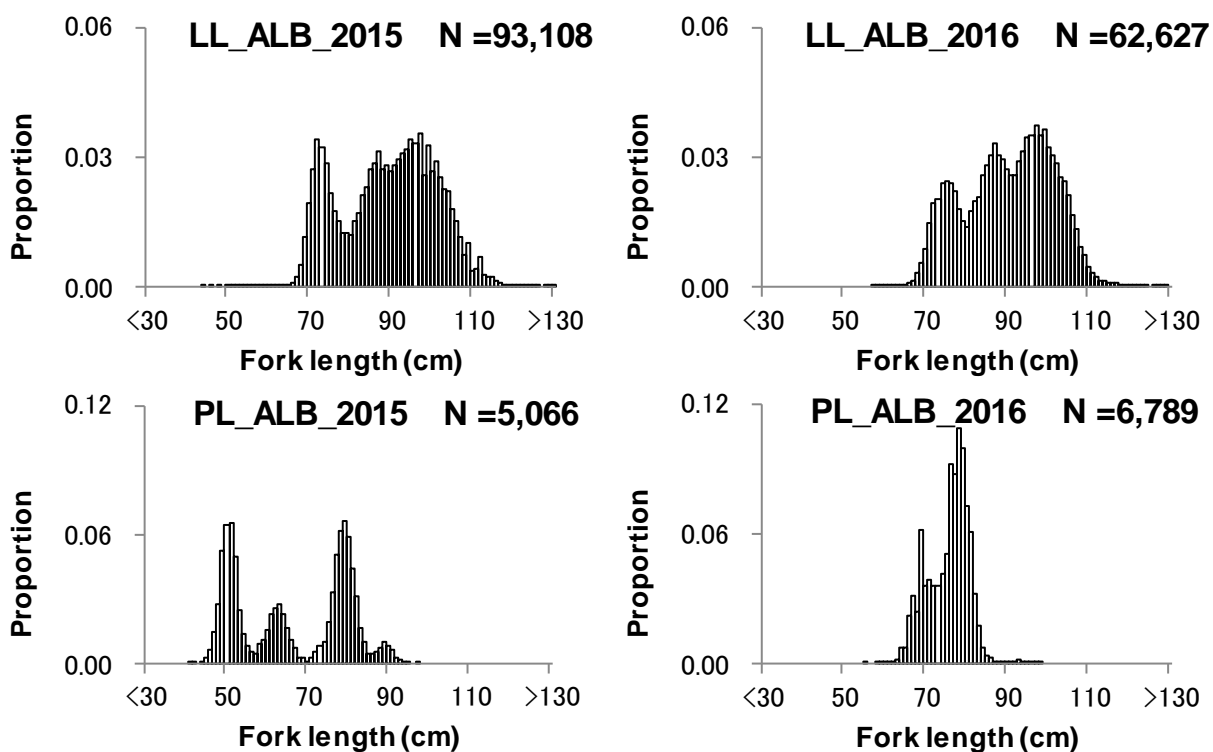 LL_ALB_2015 N =93,108
0.06
0.03
0.00
Proportion
<30 50 70 90 110 >130
Fork length (cm)
LL_ALB_2016 N =62,627
0.06
0.03
0.00
Proportion
<30 50 70 90 110 >130
Fork length (cm)
PL_ALB_2015 N =5,066
0.12
0.06
0.00
Proportion
<30 50 70 90 110 >130
Fork length (cm)
PL_ALB_2016 N =6,789
0.12
0.06
0.00
Proportion
<30 50 70 90 110 >130
Fork length (cm)